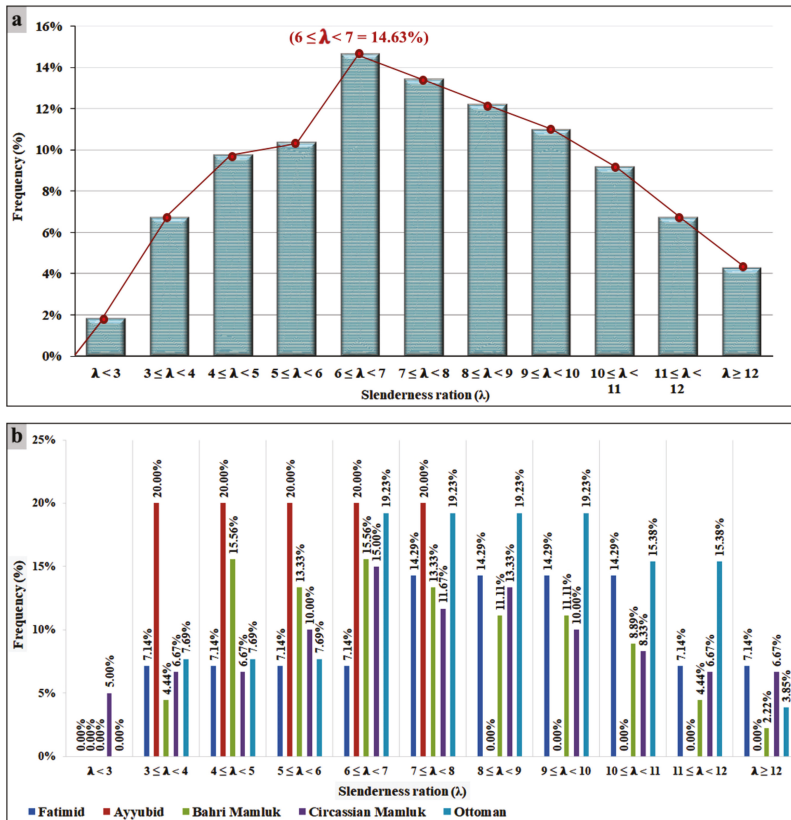 a
(6 ≤ λ < 7 = 14.63%)
Frequency (%)
16%
14%
12%
10%
8%
6%
4%
2%
0%
λ < 3
3 ≤ λ < 4
4 ≤ λ < 5
5 ≤ λ < 6
6 ≤ λ < 7
7 ≤ λ < 8
8 ≤ λ < 9
9 ≤ λ < 10
10 ≤ λ <
11
11 ≤ λ <
12
λ ≥ 12
Slenderness ration (λ)
b
Frequency (%)
25%
20%
15%
10%
5%
0%
0.00%
0.00%
0.00%
5.00%
0.00%
7.14%
20.00%
4.44%
6.67%
7.69%
7.14%
20.00%
15.56%
6.67%
7.69%
7.14%
20.00%
13.33%
10.00%
7.69%
7.14%
20.00%
15.56%
15.00%
19.23%
14.29%
20.00%
13.33%
11.67%
19.23%
14.29%
0.00%
11.11%
13.33%
19.23%
14.29%
0.00%
11.11%
10.00%
19.23%
14.29%
0.00%
8.89%
8.33%
15.38%
7.14%
0.00%
4.44%
6.67%
15.38%
7.14%
0.00%
2.22%
6.67%
3.85%
λ < 3
3 ≤ λ < 4
4 ≤ λ < 5
5 ≤ λ < 6
6 ≤ λ < 7
7 ≤ λ < 8
8 ≤ λ < 9
9 ≤ λ < 10
10 ≤ λ < 11
11 ≤ λ < 12
λ ≥ 12
Slenderness ration (λ)
Fatimid
Ayyubid
Bahri Mamluk
Circassian Mamluk
Ottoman